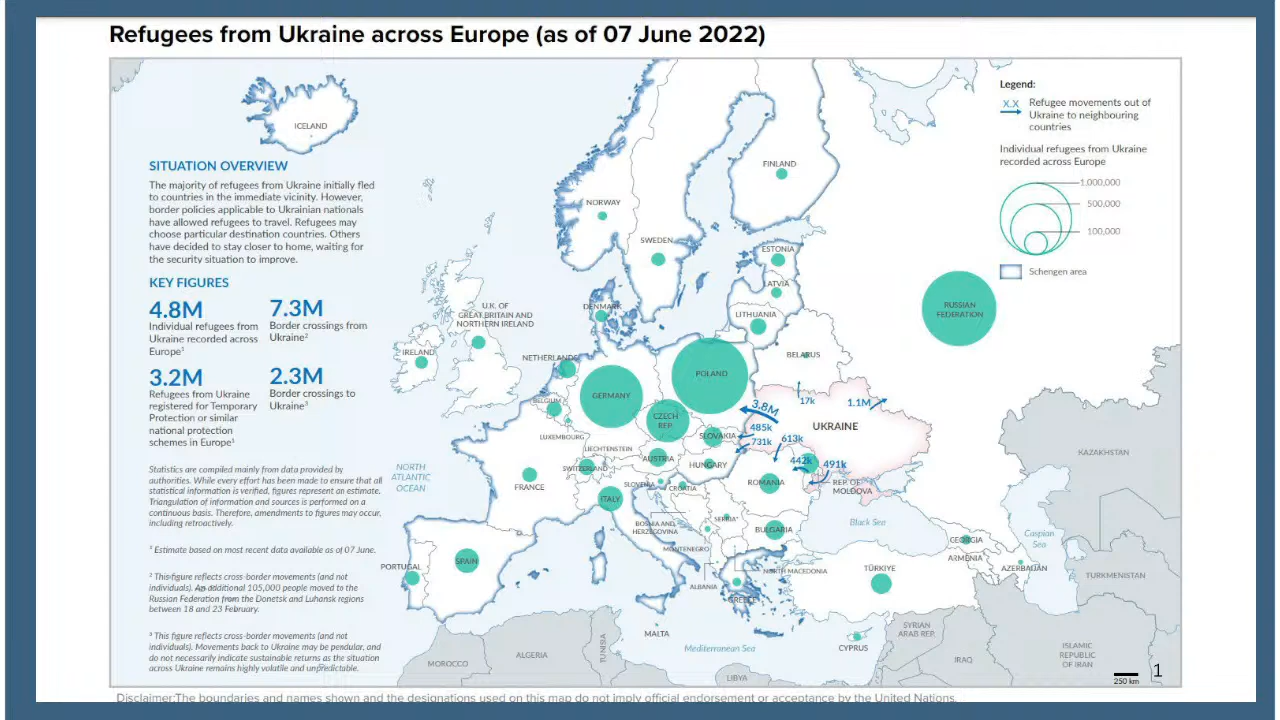 Refugees from Ukraine across Europe (as of 07 June 2022)
Legend:
X.X
Refugee movements out of
Ukraine to neighbouring
countries
Individual refugees from Ukraine
recorded across Europe
1,000,000
500,000
100,000
Schengen area
SITUATION OVERVIEW
The majority of refugees from Ukraine initially fled
to countries in the immediate vicinity. However,
border policies applicable to Ukrainian nationals
have allowed refugees to travel. Refugees may
choose particular destination countries. Others
have decided to stay closer to home, waiting for
the security situation to improve.
KEY FIGURES
4.8M
Individual refugees from
Ukraine recorded across
Europe¹
7.3M
Border crossings from
Ukraine²
3.2M
Refugees from Ukraine
registered for Temporary
Protection or similar
national protection
schemes in Europe¹
2.3M
Border crossings to
Ukraine³
Statistics are compiled mainly from data provided by
authorities. While every effort has been made to ensure that all
statistical information is verified, figures represent an estimate.
Triangulation of information and sources is performed on a
continuous basis. Therefore, amendments to figures may occur,
including retroactively.
¹ Estimate based on most recent data available as of 07 June.
² This figure reflects cross-border movements (and not
individuals). An additional 105,000 people moved to the
Russian Federation from the Donetsk and Luhansk regions
between 18 and 23 February.
³ This figure reflects cross-border movements (and not
individuals). Movements back to Ukraine may be pendular, and
do not necessarily indicate sustainable returns as the situation
across Ukraine remains highly volatile and unpredictable.
ICELAND
FINLAND
NORWAY
SWEDEN
ESTONIA
LATVIA
DENMARK
LITHUANIA
U.K. OF
GREAT BRITAIN AND
NORTHERN IRELAND
IRELAND
RUSSIAN
FEDERATION
NETHERLANDS
BELARUS
POLAND
GERMANY
BELGIUM
LUXEMBOURG
CZECH
REP.
SLOVAKIA
UKRAINE
3.8M
17k
1.1M
485k
731k
613k
442k
491k
LIECHTENSTEIN
SWITZERLAND
AUSTRIA
HUNGARY
REP. OF
MOLDOVA
ROMANIA
SLOVENIA
CROATIA
FRANCE
ITALY
NORTH
ATLANTIC
OCEAN
BOSNIA AND
HERZEGOVINA
SERBIA
MONTENEGRO
BULGARIA
NORTH MACEDONIA
ALBANIA
GREECE
PORTUGAL
SPAIN
MALTA
CYPRUS
TÜRKIYE
Black Sea
Caspian
Sea
GEORGIA
ARMENIA
AZERBAIJAN
KAZAKHSTAN
TURKMENISTAN
Mediterranean Sea
MOROCCO
ALGERIA
TUNISIA
LIBYA
SYRIAN
ARAB REP.
IRAQ
ISLAMIC
REPUBLIC
OF IRAN
250 km
1
Disclaimer:The boundaries and names shown and the designations used on this map do not imply official endorsement or acceptance by the United Nations.